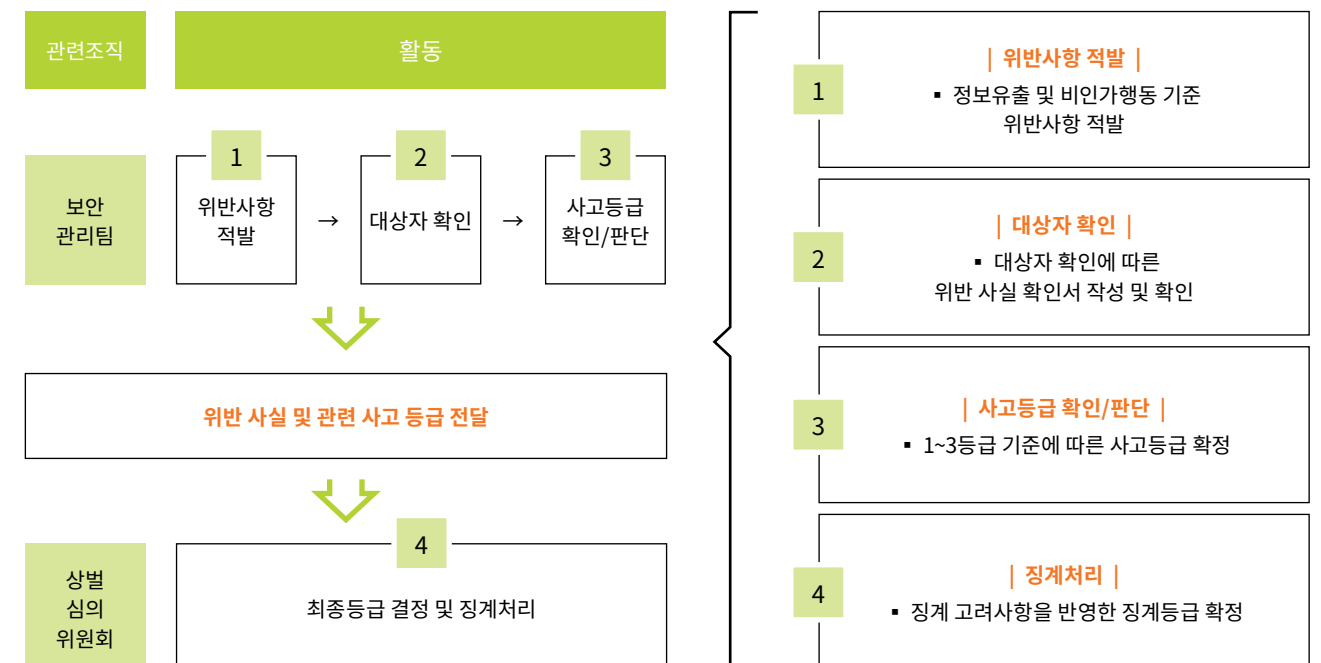 관련조직
활동
보안
관리팀
1
위반사항
적발
→
2
대상자 확인
→
3
사고등급
확인/판단
위반 사실 및 관련 사고 등급 전달
상벌
심의
위원회
4
최종등급 결정 및 징계처리
1
| 위반사항 적발 |
▪ 정보유출 및 비인가행동 기준
위반사항 적발
2
| 대상자 확인 |
▪ 대상자 확인에 따른
위반 사실 확인서 작성 및 확인
3
| 사고등급 확인/판단 |
▪ 1~3등급 기준에 따른 사고등급 확정
4
| 징계처리 |
▪ 징계 고려사항을 반영한 징계등급 확정